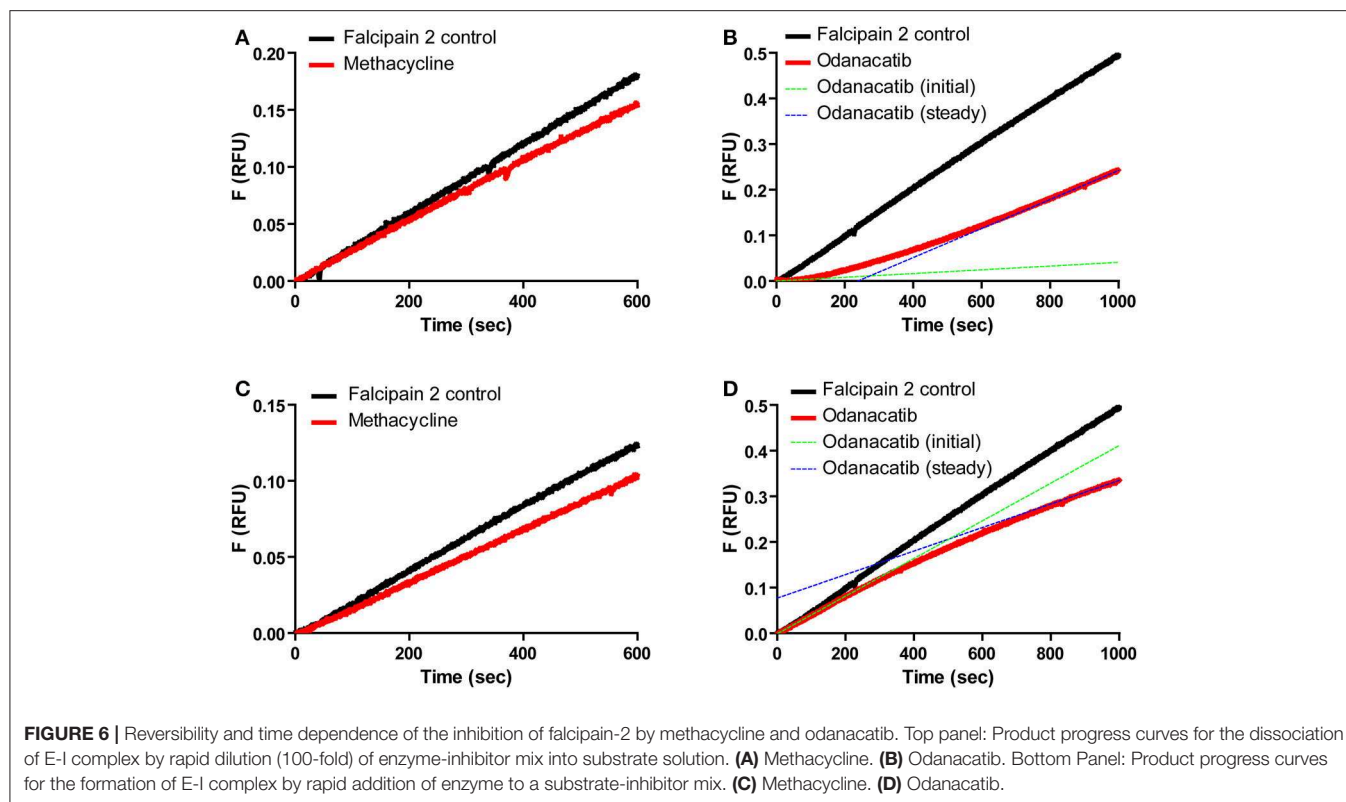 A
Falcipain 2 control
Methacycline
F (RFU)
0.20
0.15
0.10
0.05
0.00
0 200 400 600
Time (sec)
B
Falcipain 2 control
Odanacatib
Odanacatib (initial)
Odanacatib (steady)
F (RFU)
0.5
0.4
0.3
0.2
0.1
0.0
0 200 400 600 800 1000
Time (sec)
C
Falcipain 2 control
Methacycline
F (RFU)
0.15
0.10
0.05
0.00
0 200 400 600
Time (sec)
D
Falcipain 2 control
Odanacatib
Odanacatib (initial)
Odanacatib (steady)
F (RFU)
0.5
0.4
0.3
0.2
0.1
0.0
0 200 400 600 800 1000
Time (sec)
FIGURE 6 | Reversibility and time dependence of the inhibition of falcipain-2 by methacycline and odanacatib. Top panel: Product progress curves for the dissociation
of E-I complex by rapid dilution (100-fold) of enzyme-inhibitor mix into substrate solution. (A) Methacycline. (B) Odanacatib. Bottom Panel: Product progress curves
for the formation of E-I complex by rapid addition of enzyme to a substrate-inhibitor mix. (C) Methacycline. (D) Odanacatib.